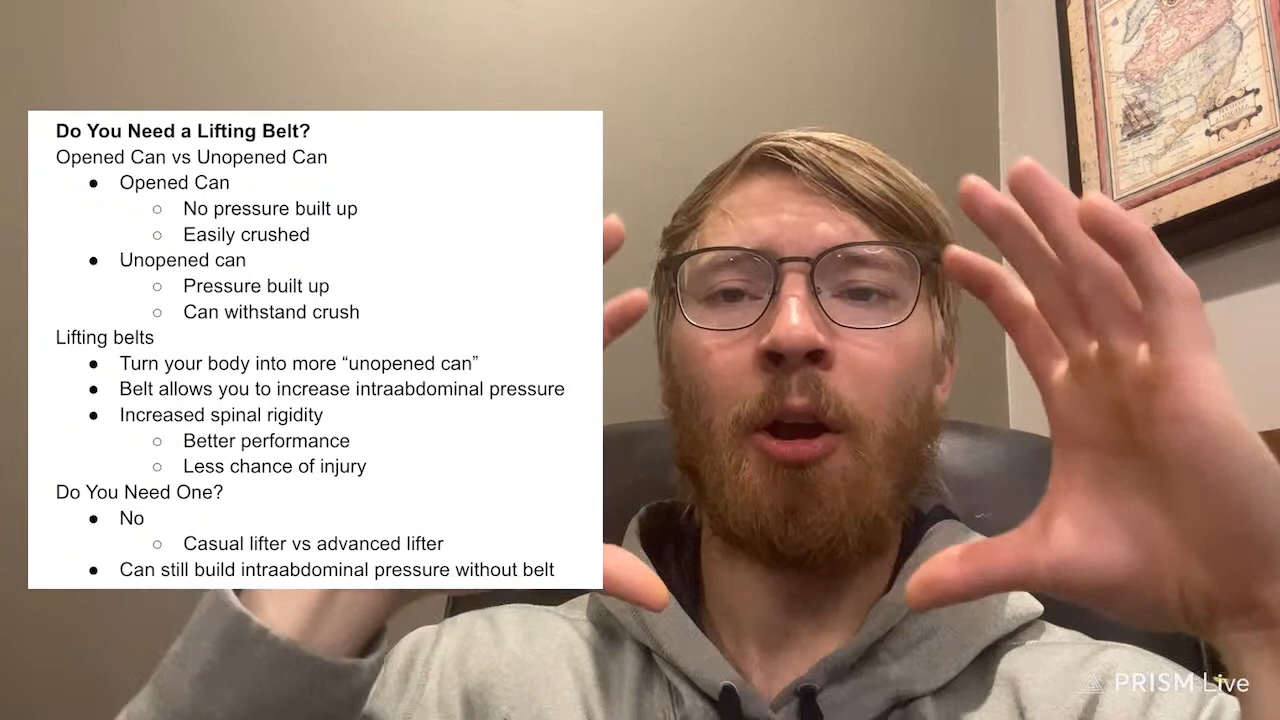 Do You Need a Lifting Belt?
Opened Can vs Unopened Can
● Opened Can
○ No pressure built up
○ Easily crushed
● Unopened can
○ Pressure built up
○ Can withstand crush
Lifting belts
● Turn your body into more “unopened can”
● Belt allows you to increase intraabdominal pressure
● Increased spinal rigidity
○ Better performance
○ Less chance of injury
Do You Need One?
● No
○ Casual lifter vs advanced lifter
● Can still build intraabdominal pressure without belt
PRISM Live